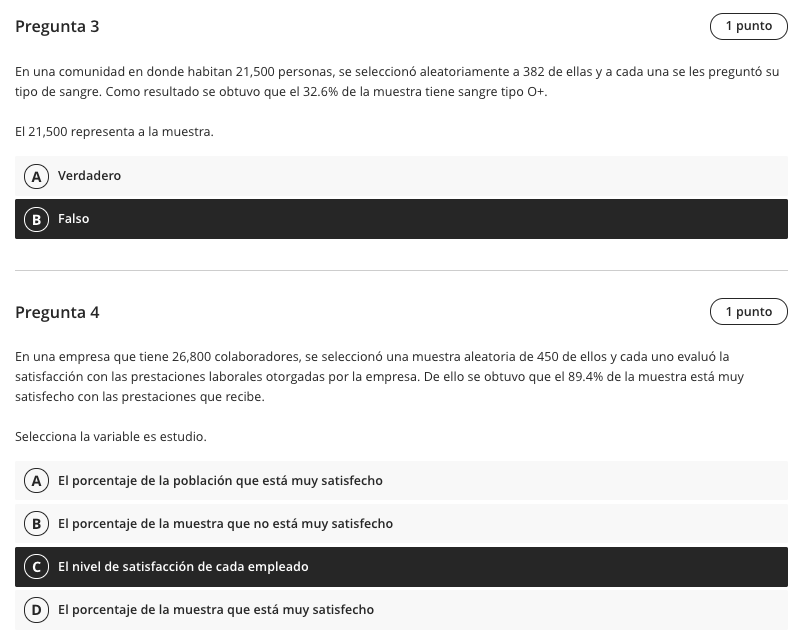 Pregunta 3
1 punto
En una comunidad en donde habitan 21,500 personas, se seleccionó aleatoriamente a 382 de ellas y a cada una se les preguntó su
tipo de sangre. Como resultado se obtuvo que el 32.6% de la muestra tiene sangre tipo O+.
El 21,500 representa a la muestra.
A Verdadero
B Falso
Pregunta 4
1 punto
En una empresa que tiene 26,800 colaboradores, se seleccionó una muestra aleatoria de 450 de ellos y cada uno evaluó la
satisfacción con las prestaciones laborales otorgadas por la empresa. De ello se obtuvo que el 89.4% de la muestra está muy
satisfecho con las prestaciones que recibe.
Selecciona la variable es estudio.
A El porcentaje de la población que está muy satisfecho
B El porcentaje de la muestra que no está muy satisfecho
C El nivel de satisfacción de cada empleado
D El porcentaje de la muestra que está muy satisfecho